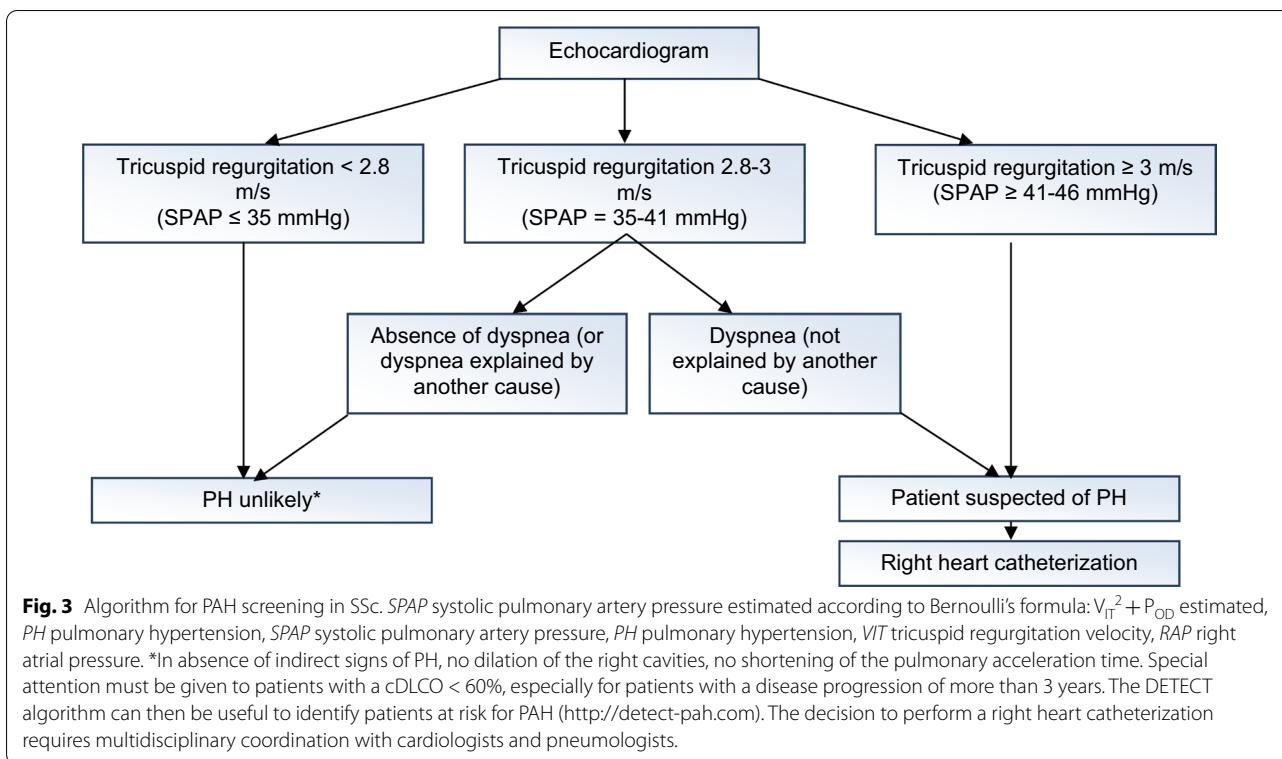 Echocardiogram
Tricuspid regurgitation < 2.8
m/s
(SPAP ≤ 35 mmHg)
Tricuspid regurgitation 2.8-3
m/s
(SPAP = 35-41 mmHg)
Tricuspid regurgitation ≥ 3 m/s
(SPAP ≥ 41-46 mmHg)
Absence of dyspnea (or
dyspnea explained by
another cause)
Dyspnea (not
explained by another
cause)
PH unlikely*
Patient suspected of PH
Right heart catheterization
Fig. 3 Algorithm for PAH screening in SSc. SPAP systolic pulmonary artery pressure estimated according to Bernoulli's formula: V_IT² + P_OD estimated,
PH pulmonary hypertension, SPAP systolic pulmonary artery pressure, PH pulmonary hypertension, VIT tricuspid regurgitation velocity, RAP right
atrial pressure. *In absence of indirect signs of PH, no dilation of the right cavities, no shortening of the pulmonary acceleration time. Special
attention must be given to patients with a cDLCO < 60%, especially for patients with a disease progression of more than 3 years. The DETECT
algorithm can then be useful to identify patients at risk for PAH (http://detect-pah.com). The decision to perform a right heart catheterization
requires multidisciplinary coordination with cardiologists and pneumologists.